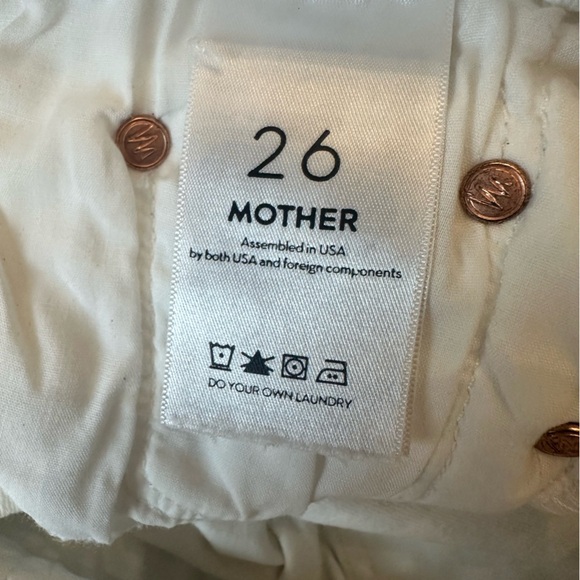 26
MOTHER
Assembled in USA
by both USA and foreign components
DO YOUR OWN LAUNDRY